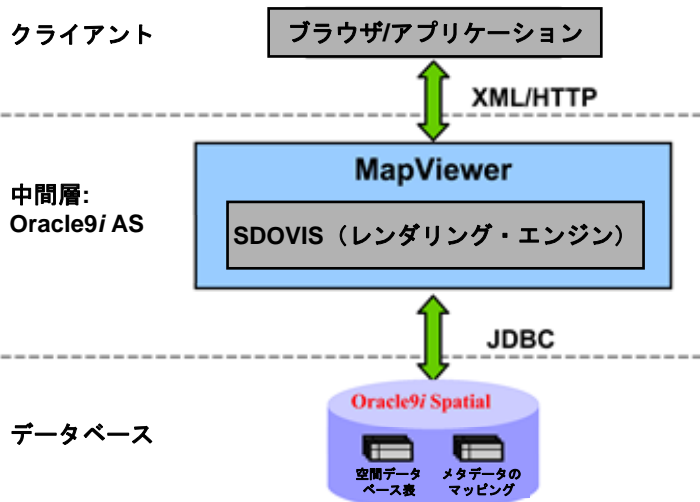 クライアント
ブラウザ/アプリケーション
XML/HTTP
MapViewer
中間層:
Oracle9i AS
SDOVIS（レンダリング・エンジン）
JDBC
Oracle9i Spatial
データベース
空間データ
ベース表
メタデータの
マッピング